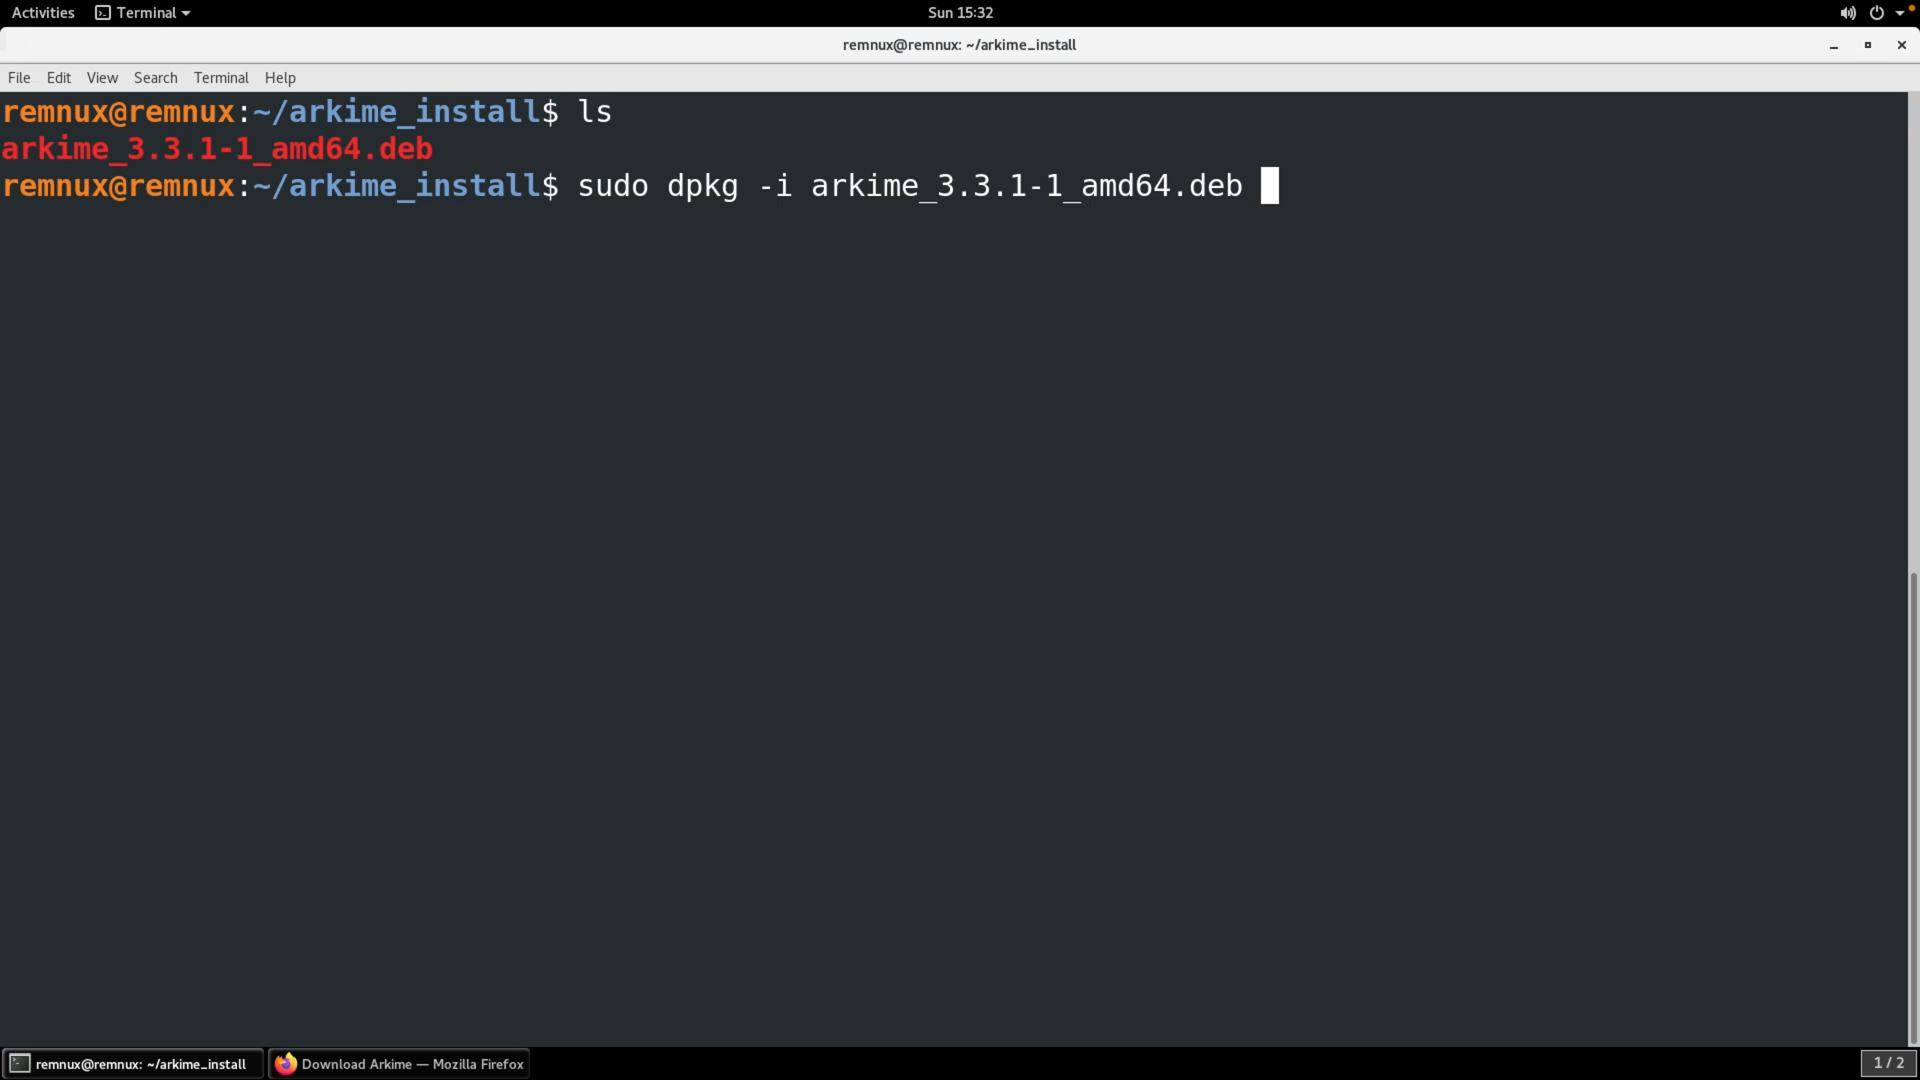 Activities Terminal Sun 15:32
remnux@remnux: ~/arkime_install
File Edit View Search Terminal Help
remnux@remnux:~/arkime_install$ ls
arkime_3.3.1-1_amd64.deb
remnux@remnux:~/arkime_install$ sudo dpkg -i arkime_3.3.1-1_amd64.deb
remnux@remnux: ~/arkime_install Download Arkime — Mozilla Firefox 1 / 2